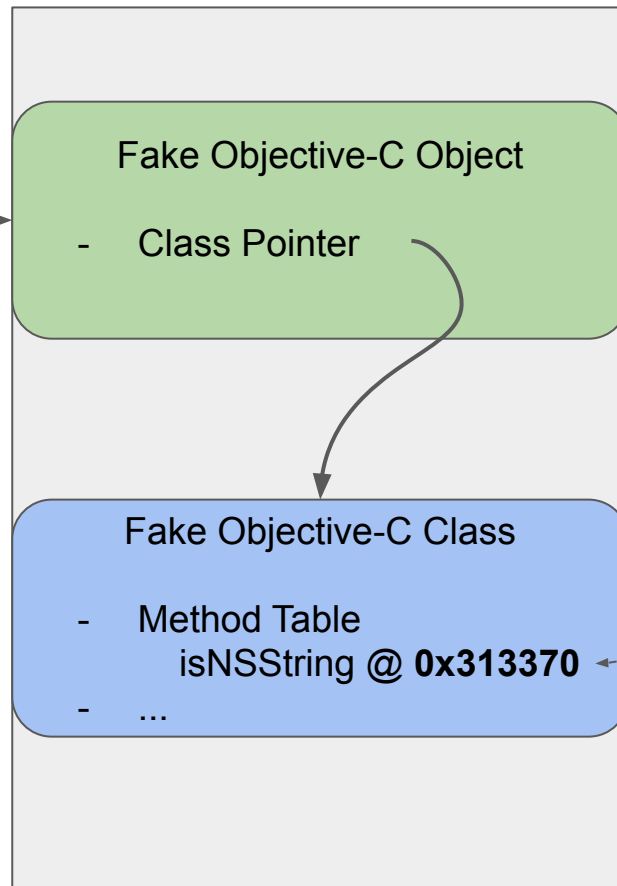 Fake Objective-C Object
- Class Pointer
Fake Objective-C Class
- Method Table
isNSString @ 0x313370
- ...